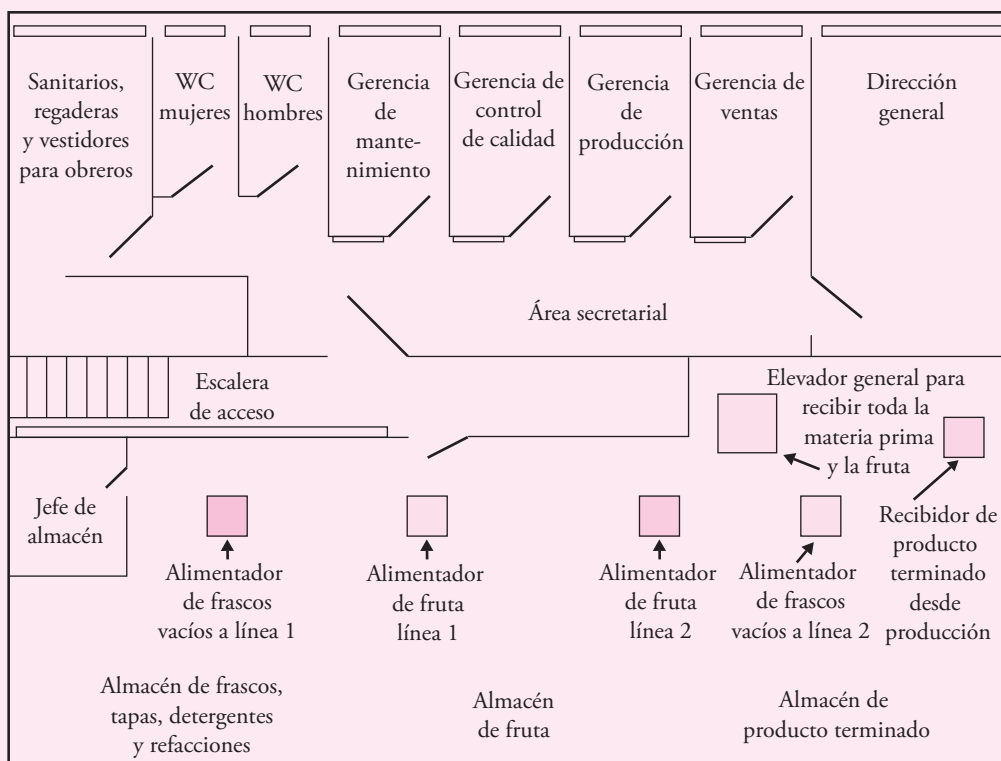 Sanitarios,
regaderas
y vestidores
para obreros
WC
mujeres
WC
hombres
Gerencia
de
mante-
nimiento
Gerencia de
control
de calidad
Gerencia
de
producción
Gerencia de
ventas
Dirección
general
Área secretarial
Escalera
de acceso
Elevador general para
recibir toda la
materia prima
y la fruta
Jefe de
almacén
Alimentador
de frascos
vacíos a línea 1
Alimentador
de fruta
línea 1
Alimentador
de fruta
línea 2
Alimentador
de frascos
vacíos a línea 2
Recibidor de
producto
terminado
desde
producción
Almacén de frascos,
tapas, detergentes
y refacciones
Almacén
de fruta
Almacén de
producto terminado